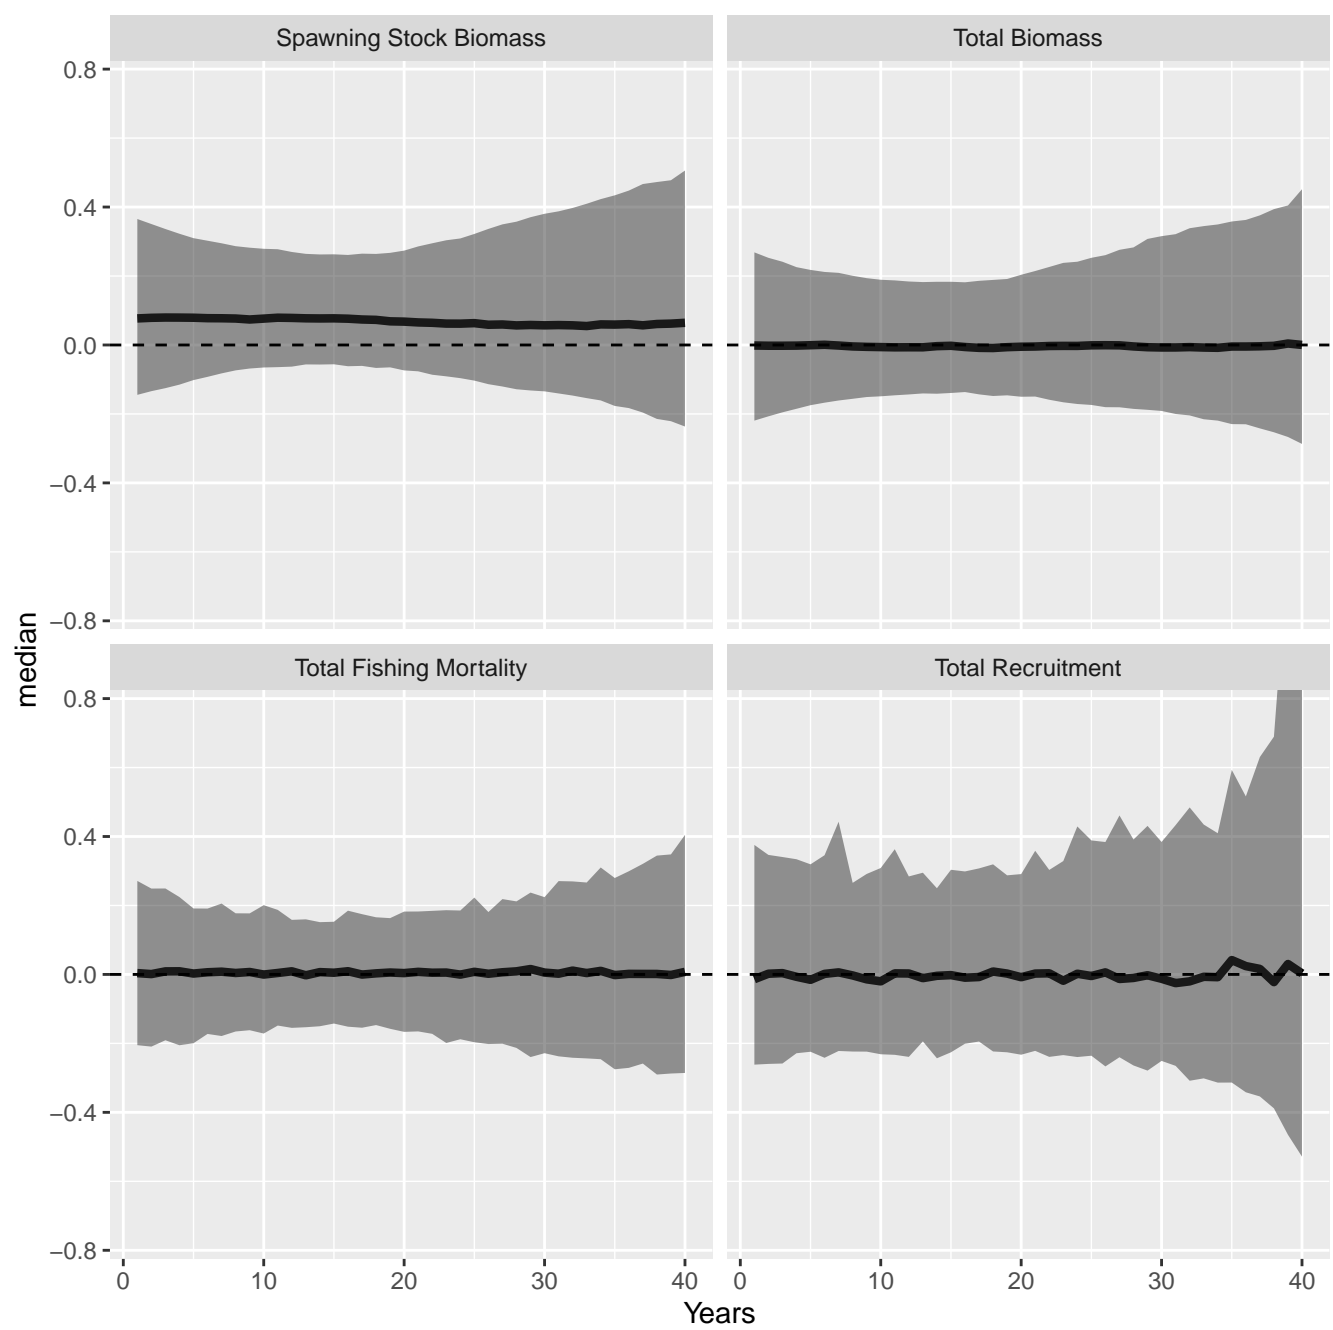 Spawning Stock Biomass
Total Biomass
0.8
0.4
0.0
−0.4
−0.8
median
Total Fishing Mortality
Total Recruitment
0.8
0.4
0.0
−0.4
−0.8
0 10 20 30 40
0 10 20 30 40
Years